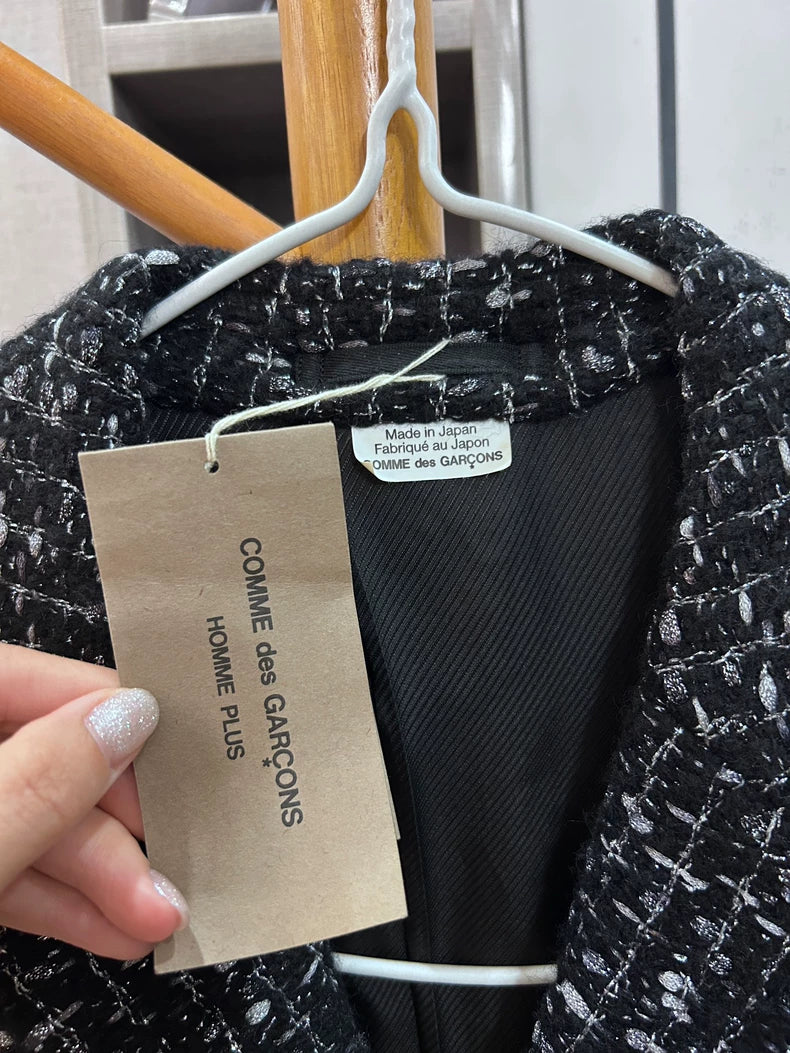 Made in Japan
Fabriqué au Japon
COMME des GARÇONS
COMME des GARÇONS
HOMME PLUS